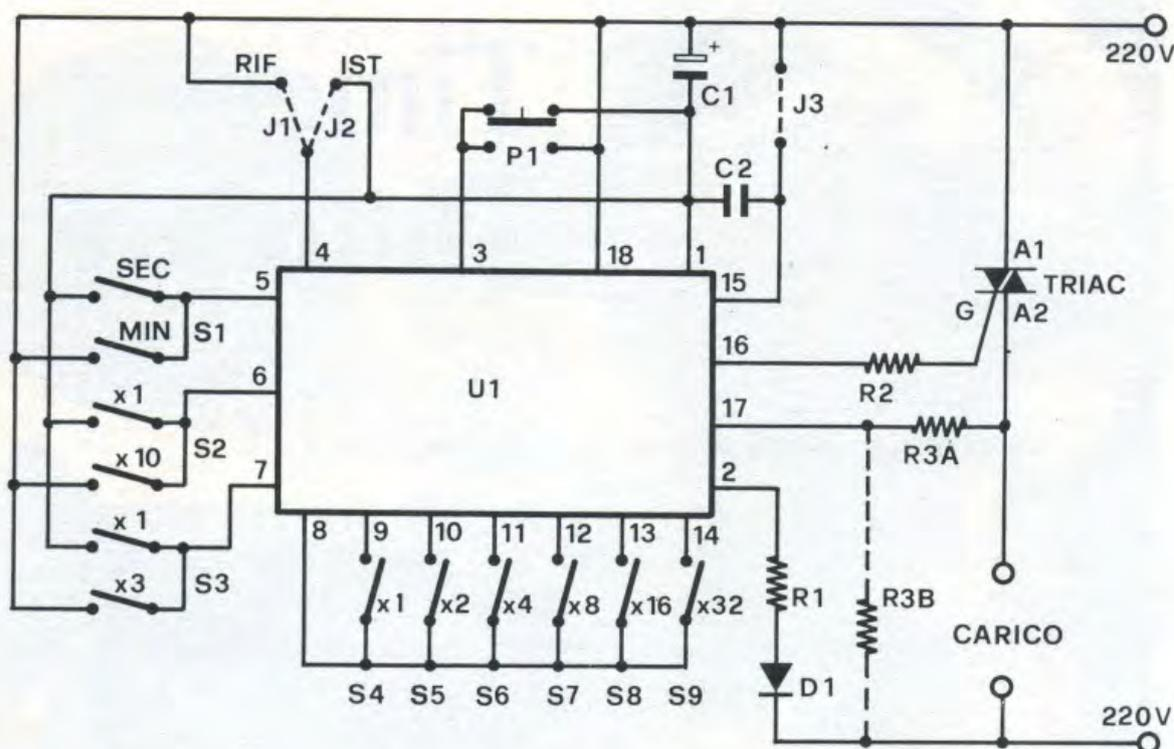 220V
RIF IST
+
C1
J1 J2
J3
P1
C2
4 3 18 1
SEC
5
15
A1
TRIAC
G
A2
MIN
S1
16
6
U1
R2
x1
17
S2
x10
R3A
7
2
x1
8 9 10 11 12 13 14
S3
x3
x1 x2 x4 x8 x16 x32
R1
R3B
CARICO
D1
S4 S5 S6 S7 S8 S9
220V